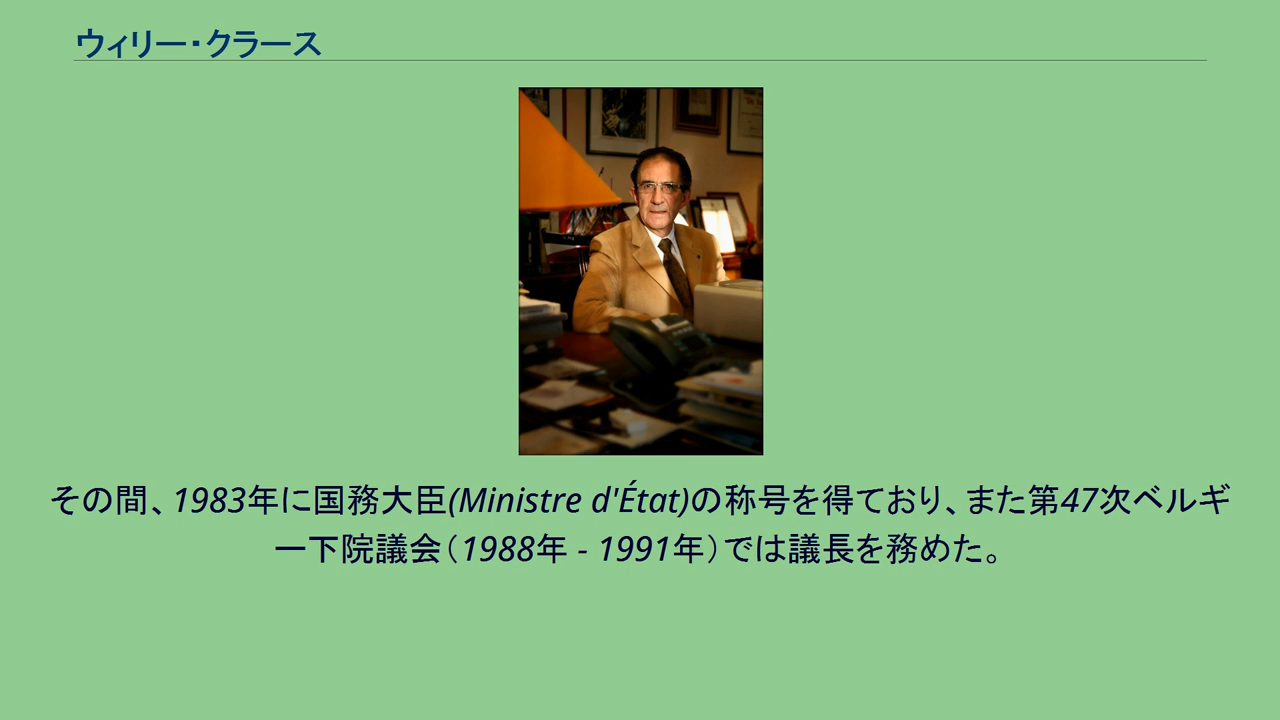 ウィリー・クラース
その間、1983年に国務大臣(Ministre d'État)の称号を得ており、また第47次ベルギ
ー下院議会（1988年 - 1991年）では議長を務めた。